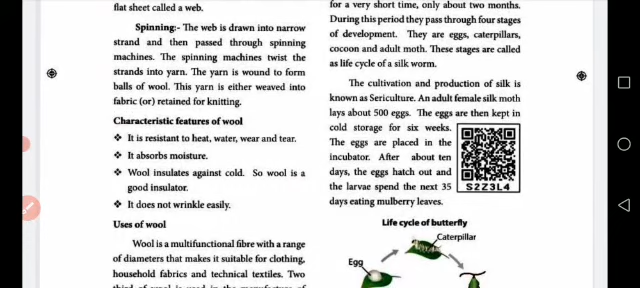 flat sheet called a web.
Spinning:- The web is drawn into narrow
strand and then passed through spinning
machines. The spinning machines twist the
strands into yarn. The yarn is wound to form
balls of wool. This yarn is either weaved into
fabric (or) retained for knitting.
Characteristic features of wool
❖ It is resistant to heat, water, wear and tear.
❖ It absorbs moisture.
❖ Wool insulates against cold. So wool is a
good insulator.
❖ It does not wrinkle easily.
Uses of wool
Wool is a multifunctional fibre with a range
of diameters that makes it suitable for clothing,
household fabrics and technical textiles. Two
third of wool is used in the manufacture of
for a very short time, only about two months.
During this period they pass through four stages
of development. They are eggs, caterpillars,
cocoon and adult moth. These stages are called
as life cycle of a silk worm.
The cultivation and production of silk is
known as Sericulture. An adult female silk moth
lays about 500 eggs. The eggs are then kept in
cold storage for six weeks.
The eggs are placed in the
incubator. After about ten
days, the eggs hatch out and
the larvae spend the next 35
days eating mulberry leaves.
S2Z3L4
Life cycle of butterfly
Caterpillar
Egg